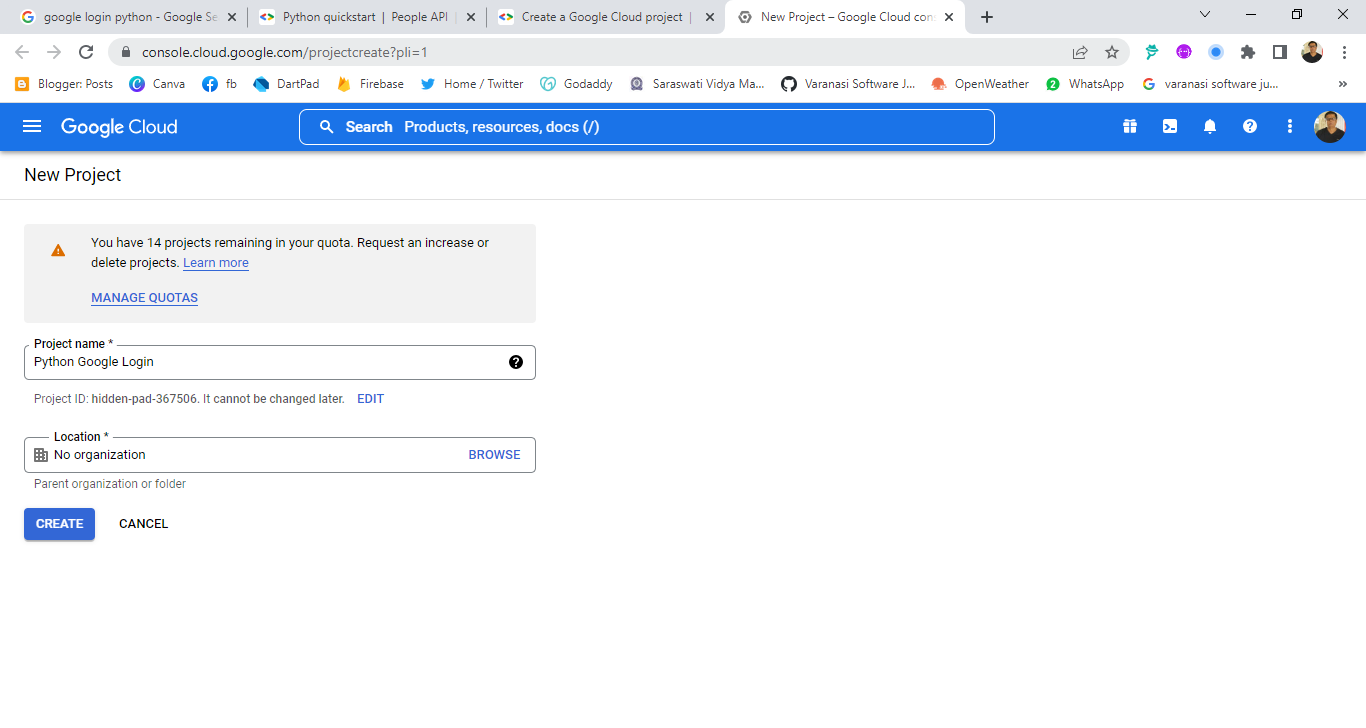 google login python - Google Se
Python quickstart | People API |
Create a Google Cloud project |
New Project – Google Cloud con
console.cloud.google.com/projectcreate?pli=1
Blogger: Posts
Canva
fb
DartPad
Firebase
Home / Twitter
Godaddy
Saraswati Vidya Ma...
Varanasi Software J...
OpenWeather
2 WhatsApp
varanasi software ju...
»
Google Cloud
Search Products, resources, docs (/)
New Project
You have 14 projects remaining in your quota. Request an increase or
delete projects. Learn more
MANAGE QUOTAS
Project name *
Python Google Login
Project ID: hidden-pad-367506. It cannot be changed later. EDIT
Location *
No organization BROWSE
Parent organization or folder
CREATE CANCEL